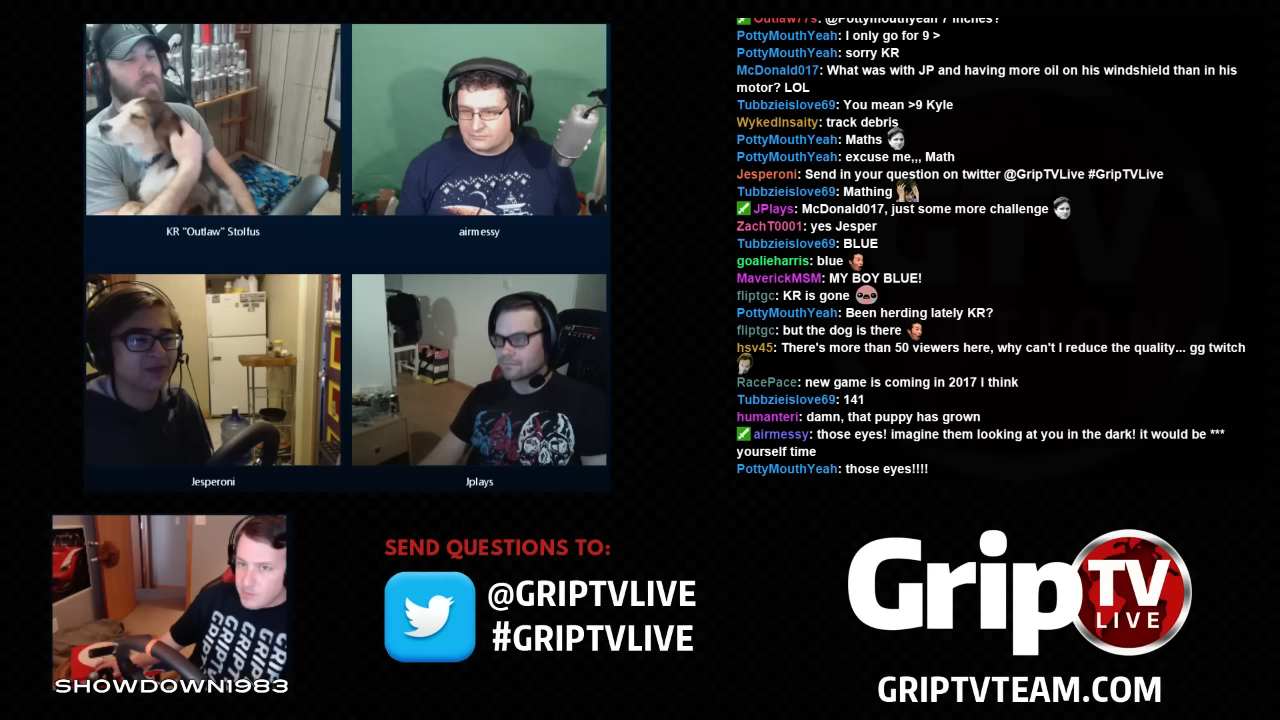 KR "Outlaw" Stolfus
airmessy
Jesperoni
Jplays
SHOWDOWN1983
GRIPTV
GRIPTV
GRIPTV
SEND QUESTIONS TO:
@GRIPTVLIVE
#GRIPTVLIVE
Outlaw77s: @Pottymouthyeah 7 inches?
PottyMouthYeah: I only go for 9 >
PottyMouthYeah: sorry KR
McDonald017: What was with JP and having more oil on his windshield than in his
motor? LOL
Tubbzieislove69: You mean >9 Kyle
WykedInsaity: track debris
PottyMouthYeah: Maths
PottyMouthYeah: excuse me,,, Math
Jesperoni: Send in your question on twitter @GripTVLive #GripTVLive
Tubbzieislove69: Mathing
JPlays: McDonald017, just some more challenge
ZachT0001: yes Jesper
Tubbzieislove69: BLUE
goalieharris: blue
MaverickMSM: MY BOY BLUE!
fliptgc: KR is gone
PottyMouthYeah: Been herding lately KR?
fliptgc: but the dog is there
hsv45: There's more than 50 viewers here, why can't I reduce the quality... gg twitch
RacePace: new game is coming in 2017 I think
Tubbzieislove69: 141
humanteri: damn, that puppy has grown
airmessy: those eyes! imagine them looking at you in the dark! it would be ***
yourself time
PottyMouthYeah: those eyes!!!!
Grip TV
LIVE
GRIPTVTEAM.COM